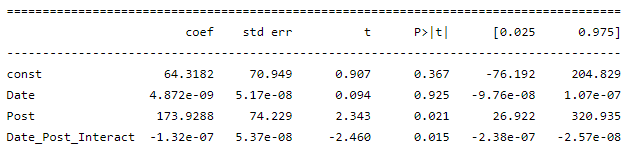 ==============================================================================
coef std err t P>|t| [0.025 0.975]
------------------------------------------------------------------------------
const 64.3182 70.949 0.907 0.367 -76.192 204.829
Date 4.872e-09 5.17e-08 0.094 0.925 -9.76e-08 1.07e-07
Post 173.9288 74.229 2.343 0.021 26.922 320.935
Date_Post_Interact -1.32e-07 5.37e-08 -2.460 0.015 -2.38e-07 -2.57e-08